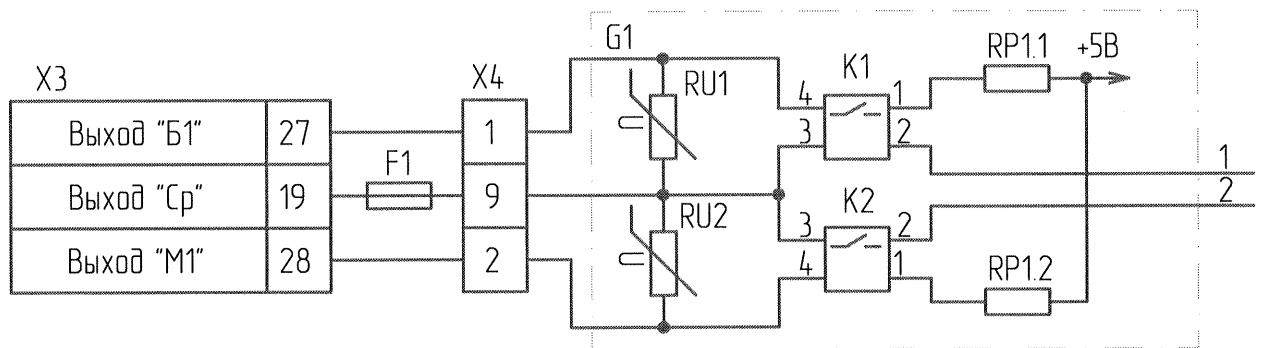 G1
RP1.1 +5В
X3
X4
RU1
K1
4 1
Выход "Б1" 27
1
3 2
F1
1
Выход "Ср" 19
9
2
RU2
K2
3 2
Выход "М1" 28
2
4 1
RP1.2
U
U